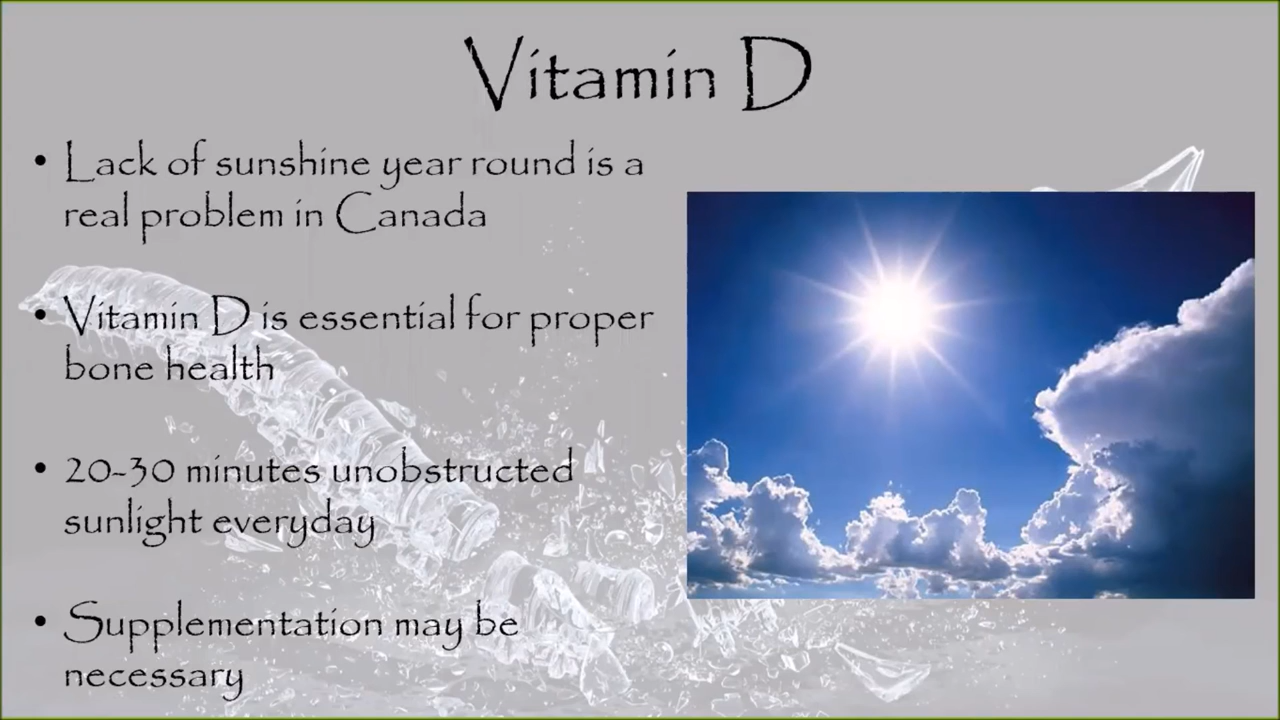 Vitamin D
• Lack of sunshine year round is a
real problem in Canada
• Vitamin D is essential for proper
bone health
• 20-30 minutes unobstructed
sunlight everyday
• Supplementation may be
necessary